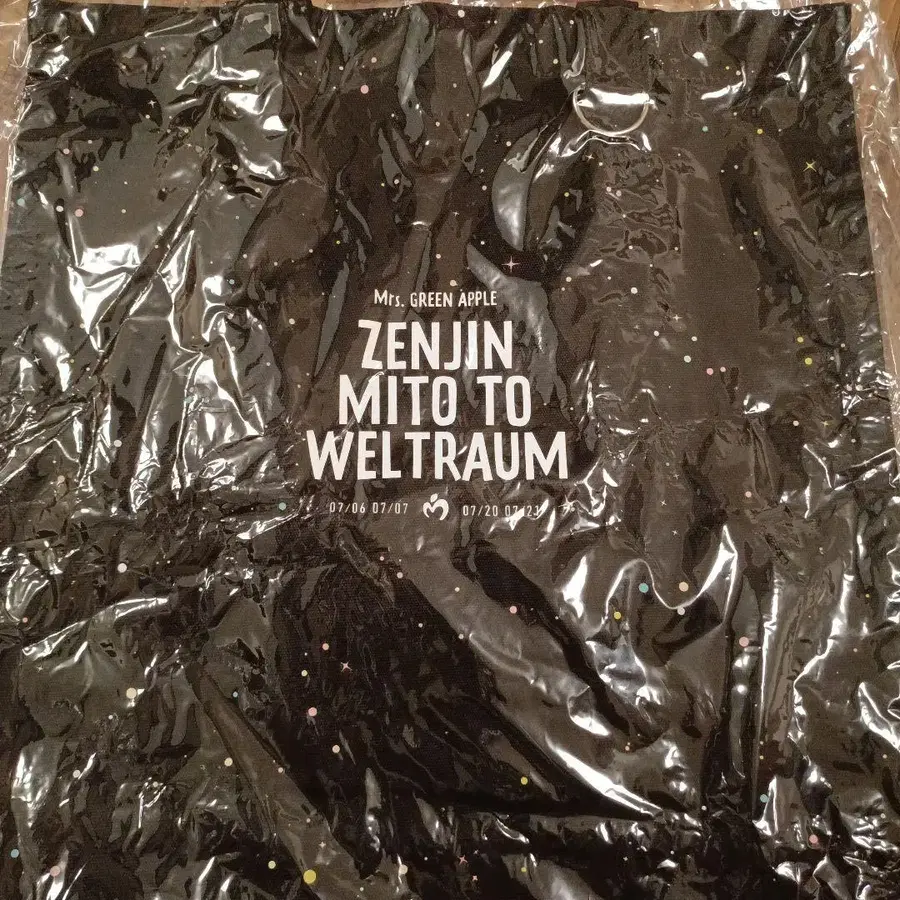 Mrs. GREEN APPLE
ZENJIN
MITO TO
WELTRAUM
07/06 07/07 07/20 07/21